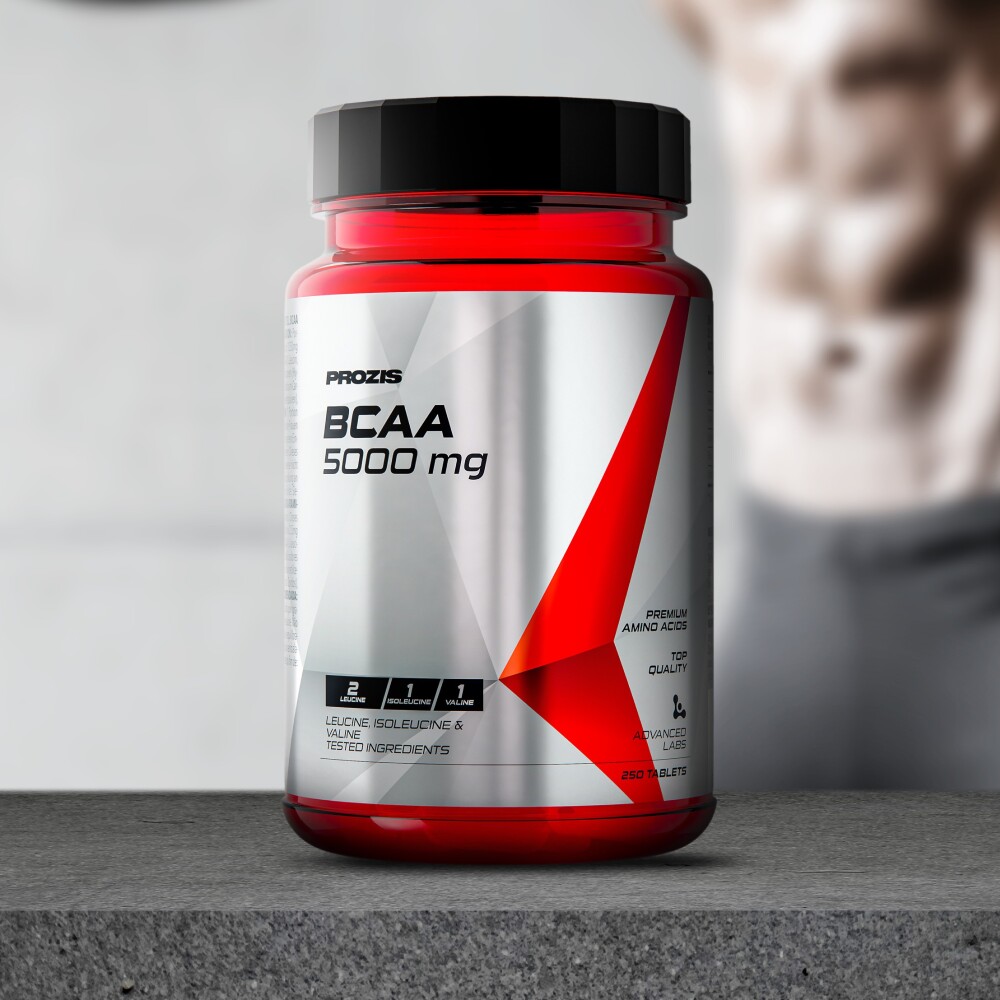 PROZIS
BCAA
5000 mg
PREMIUM
AMINO ACIDS
TOP
QUALITY
ADVANCED
LABS
2 1 1
LEUCINE ISOLEUCINE VALINE
LEUCINE, ISOLEUCINE &
VALINE
TESTED INGREDIENTS
250 TABLETS